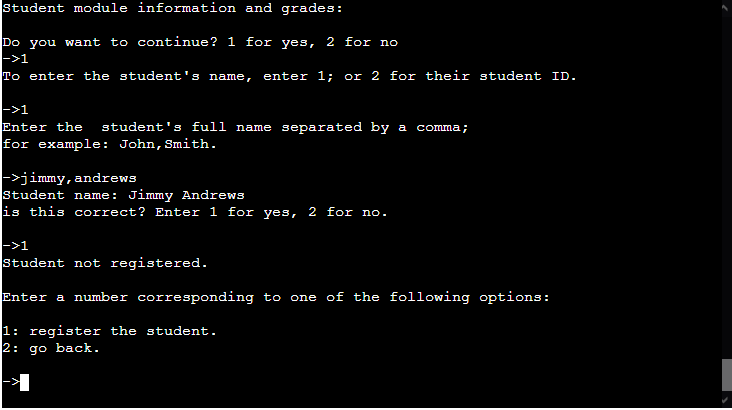 Student module information and grades:
Do you want to continue? 1 for yes, 2 for no
->1
To enter the student's name, enter 1; or 2 for their student ID.
->1
Enter the  student's full name separated by a comma;
for example: John,Smith.
->jimmy,andrews
Student name: Jimmy Andrews
is this correct? Enter 1 for yes, 2 for no.
->1
Student not registered.
Enter a number corresponding to one of the following options:
1: register the student.
2: go back.
->